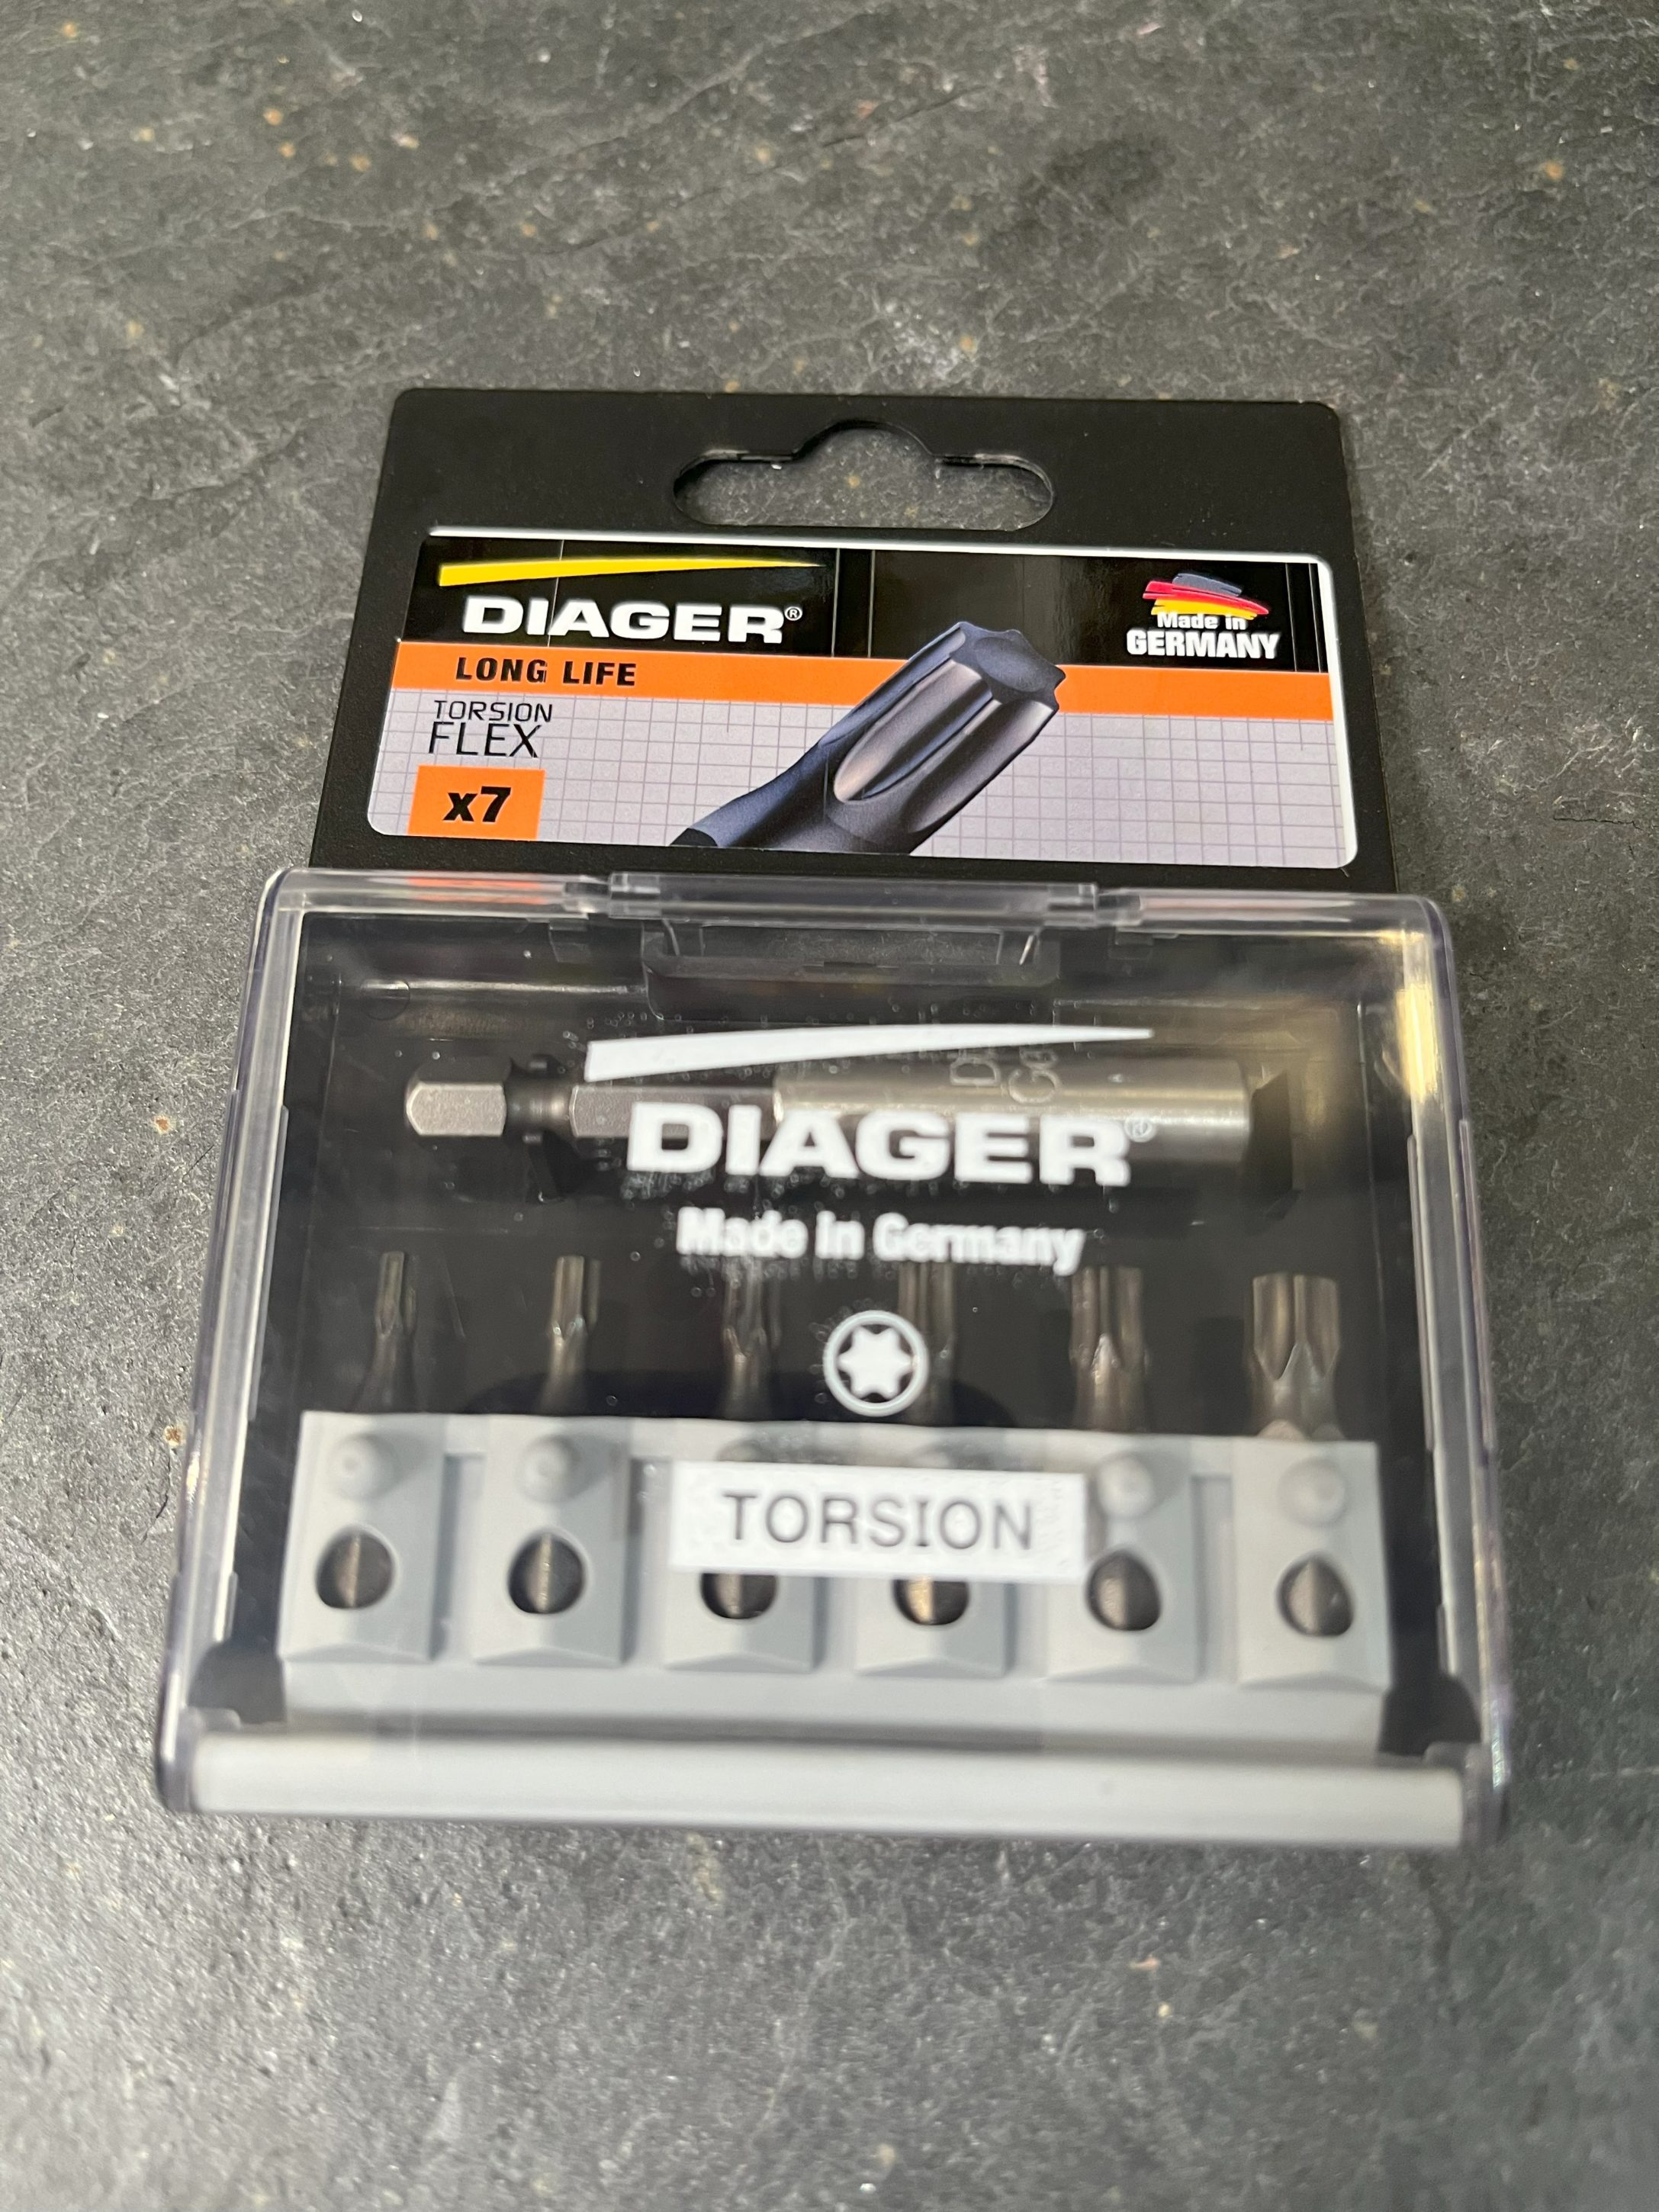 DIAGER®
Made in
GERMANY
LONG LIFE
TORSION
FLEX
x7
DIAGER®
Made in Germany
TORSION